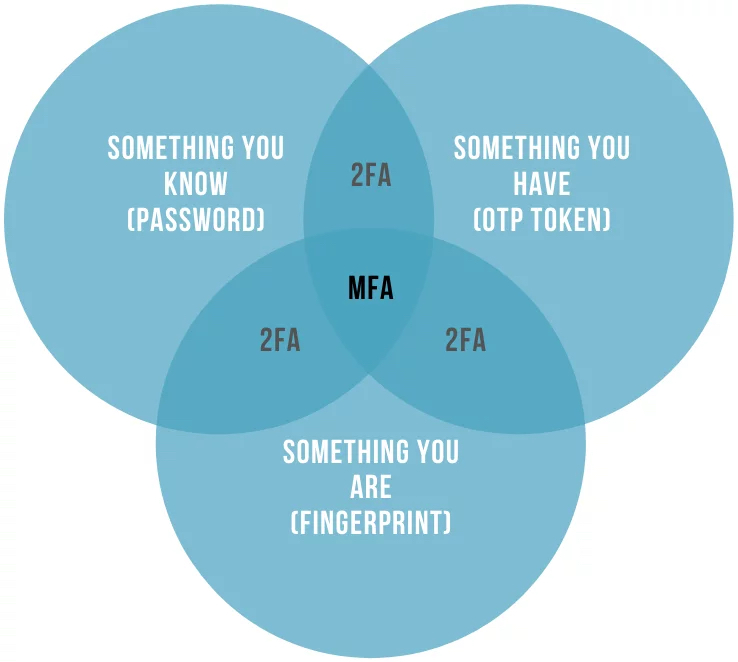 SOMETHING YOU
KNOW
(PASSWORD)
2FA
SOMETHING YOU
HAVE
(OTP TOKEN)
MFA
2FA
2FA
SOMETHING YOU
ARE
(FINGERPRINT)